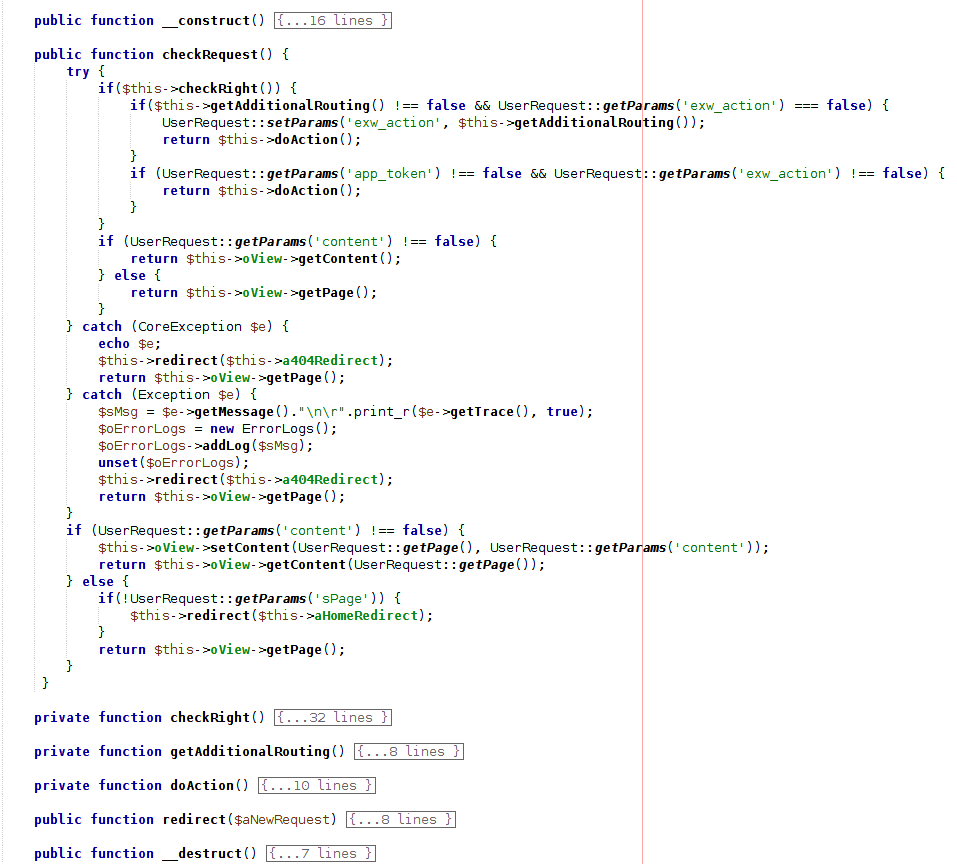 public function __construct() {...16 lines }
public function checkRequest() {
try {
if($this->checkRight()) {
if($this->getAdditionalRouting() !== false && UserRequest::getParams('exw_action') === false) {
UserRequest::setParams('exw_action', $this->getAdditionalRouting());
return $this->doAction();
}
if (UserRequest::getParams('app_token') !== false && UserRequest::getParams('exw_action') !== false) {
return $this->doAction();
}
}
if (UserRequest::getParams('content') !== false) {
return $this->oView->getContent();
} else {
return $this->oView->getPage();
}
} catch (CoreException $e) {
echo $e;
$this->redirect($this->a404Redirect);
return $this->oView->getPage();
} catch (Exception $e) {
$sMsg = $e->getMessage()."\n\r".print_r($e->getTrace(), true);
$oErrorLogs = new ErrorLogs();
$oErrorLogs->addLog($sMsg);
unset($oErrorLogs);
$this->redirect($this->a404Redirect);
return $this->oView->getPage();
}
if (UserRequest::getParams('content') !== false) {
$this->oView->setContent(UserRequest::getPage(), UserRequest::getParams('content'));
return $this->oView->getContent(UserRequest::getPage());
} else {
if(!UserRequest::getParams('sPage')) {
$this->redirect($this->aHomeRedirect);
}
return $this->oView->getPage();
}
}
private function checkRight() {...32 lines }
private function getAdditionalRouting() {...8 lines }
private function doAction() {...10 lines }
public function redirect($aNewRequest) {...8 lines }
public function __destruct() {...7 lines }